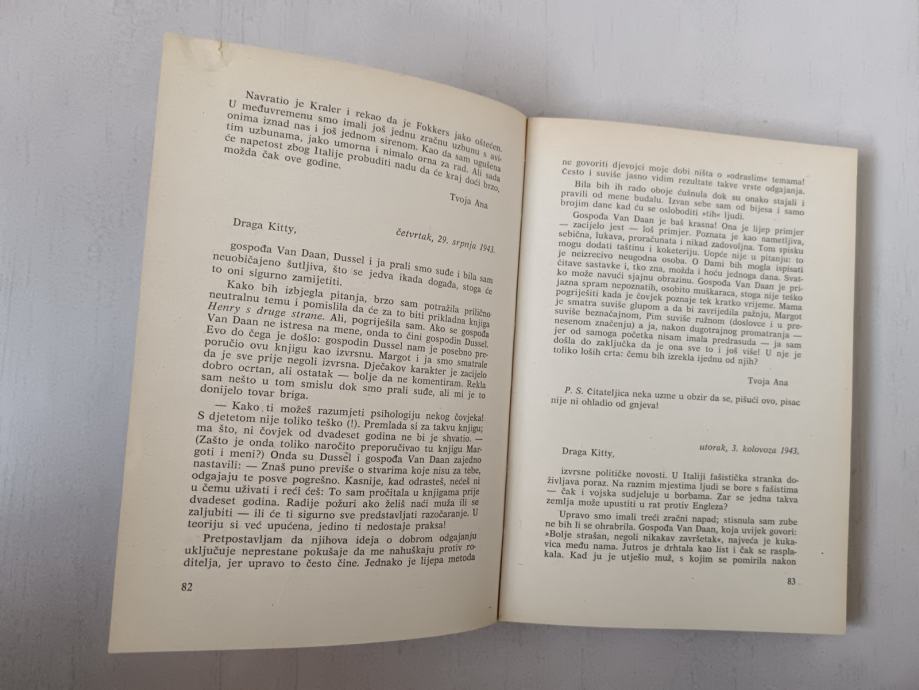 Navratio je Kraler i rekao da je Fokkers jako oštećen.
U međuvremenu smo imali još jednu zračnu uzbunu s avi-
onima iznad nas i još jednom sirenom. Kao da sam ugušena
tim uzbunama, jako umorna i nimalo orna za rad. Ali sada
će napetost zbog Italije probuditi nadu da će kraj doći brzo,
možda čak ove godine.
Tvoja Ana
četvrtak, 29. srpnja 1943.
Draga Kitty,
gospođa Van Daan, Dussel i ja prali smo suđe i bila sam
neuobičajeno šutljiva, što se jedva ikada događa, stoga će
to oni sigurno zamijetiti.
Kako bih izbjegla pitanja, brzo sam potražila prilično
neutralnu temu i pomislila da će za to biti prikladna knjiga
Henry s druge strane. Ali, pogriješila sam. Ako se gospođa
Van Daan ne istresa na mene, onda to čini gospodin Dussel.
Evo do čega je došlo: gospodin Dussel nam je posebno pre-
poručio ovu knjigu kao izvrsnu. Margot i ja smo smatrale
da je sve prije negoli izvrsna. Dječakov karakter je zacijelo
dobro ocrtan, ali ostatak — bolje da ne komentiram. Rekla
sam nešto u tom smislu dok smo prali suđe, ali mi je to
donijelo tovar briga.
— Kako ti možeš razumjeti psihologiju nekog čovjeka!
S djetetom nije toliko teško (!). Premlada si za takvu knjigu;
ma što, ni čovjek od dvadeset godina ne bi je shvatio. —
(Zašto je onda toliko naročito preporučivao tu knjigu Mar-
goti i meni?) Onda su Dussel i gospođa Van Daan zajedno
nastavili: — Znaš puno previše o stvarima koje nisu za tebe,
odgajaju te posve pogrešno. Kasnije, kad odrasteš, nećeš ni
u čemu uživati i reći ćeš: To sam pročitala u knjigama prije
dvadeset godina. Radije požuri ako želiš naći muža ili se
zaljubiti — ili će ti sigurno sve predstavljati razočaranje. U
teoriju si već upućena, jedino ti nedostaje praksa!
Pretpostavljam da njihova ideja o dobrom odgajanju
uključuje neprestane pokušaje da me nahuškaju protiv ro-
ditelja, jer upravo to često čine. Jednako je lijepa metoda
82
ne govoriti djevojci moje dobi ništa o »odraslim« temama!
Često i suviše jasno vidim rezultate takve vrste odgajanja.
Bila bih ih rado oboje ćušnula dok su onako stajali i
pravili od mene budalu. Izvan sebe sam od bijesa i samo
brojim dane kad ću se osloboditi »tih« ljudi.
Gospođa Van Daan je baš krasna! Ona je lijep primjer
— zacijelo jest — loš primjer. Poznata je kao nametljiva,
sebična, lukava, proračunata i nikad zadovoljna. Tom spisku
mogu dodati taštinu i koketeriju. Uopće nije u pitanju: to
je neizrecivo neugodna osoba. O Dami bih mogla ispisati
čitave sastavke i, tko zna, možda i hoću jednoga dana. Svat-
ko može navući sjajnu obrazinu. Gospođa Van Daan je pri-
jazna spram nepoznatih, osobito muškaraca, stoga nije teško
pogriješiti kada je čovjek poznaje tek kratko vrijeme. Mama
je smatra suviše glupom a da bi zavrijedila pažnju, Margot
suviše beznačajnom, Pim suviše ružnom (doslovce i u pre-
nesenom značenju) a ja, nakon dugotrajnog promatranja —
jer od samoga početka nisam imala predrasuda — ja sam
došla do zaključka da je ona sve to i još više! U nje je
toliko loših crta: čemu bih izrekla ijednu od njih?
Tvoja Ana
P. S. Čitateljica neka uzme u obzir da se, pišući ovo, pisac
nije ni ohladio od gnjeva!
utorak, 3. kolovoza 1943.
Draga Kitty,
izvrsne političke novosti. U Italiji fašistička stranka do-
življava poraz. Na raznim mjestima ljudi se bore s fašistima
— čak i vojska sudjeluje u borbama. Zar se jedna takva
zemlja može upustiti u rat protiv Engleza?
Upravo smo imali treći zračni napad; stisnula sam zube
ne bih li se ohrabrila. Gospođa Van Daan, koja uvijek govori:
»Bolje strašan, negoli nikakav završetak«, najveća je kuka-
vica među nama. Jutros je drhtala kao list i čak se raspla-
kala. Kad ju je utješio muž, s kojim se pomirila nakon
83